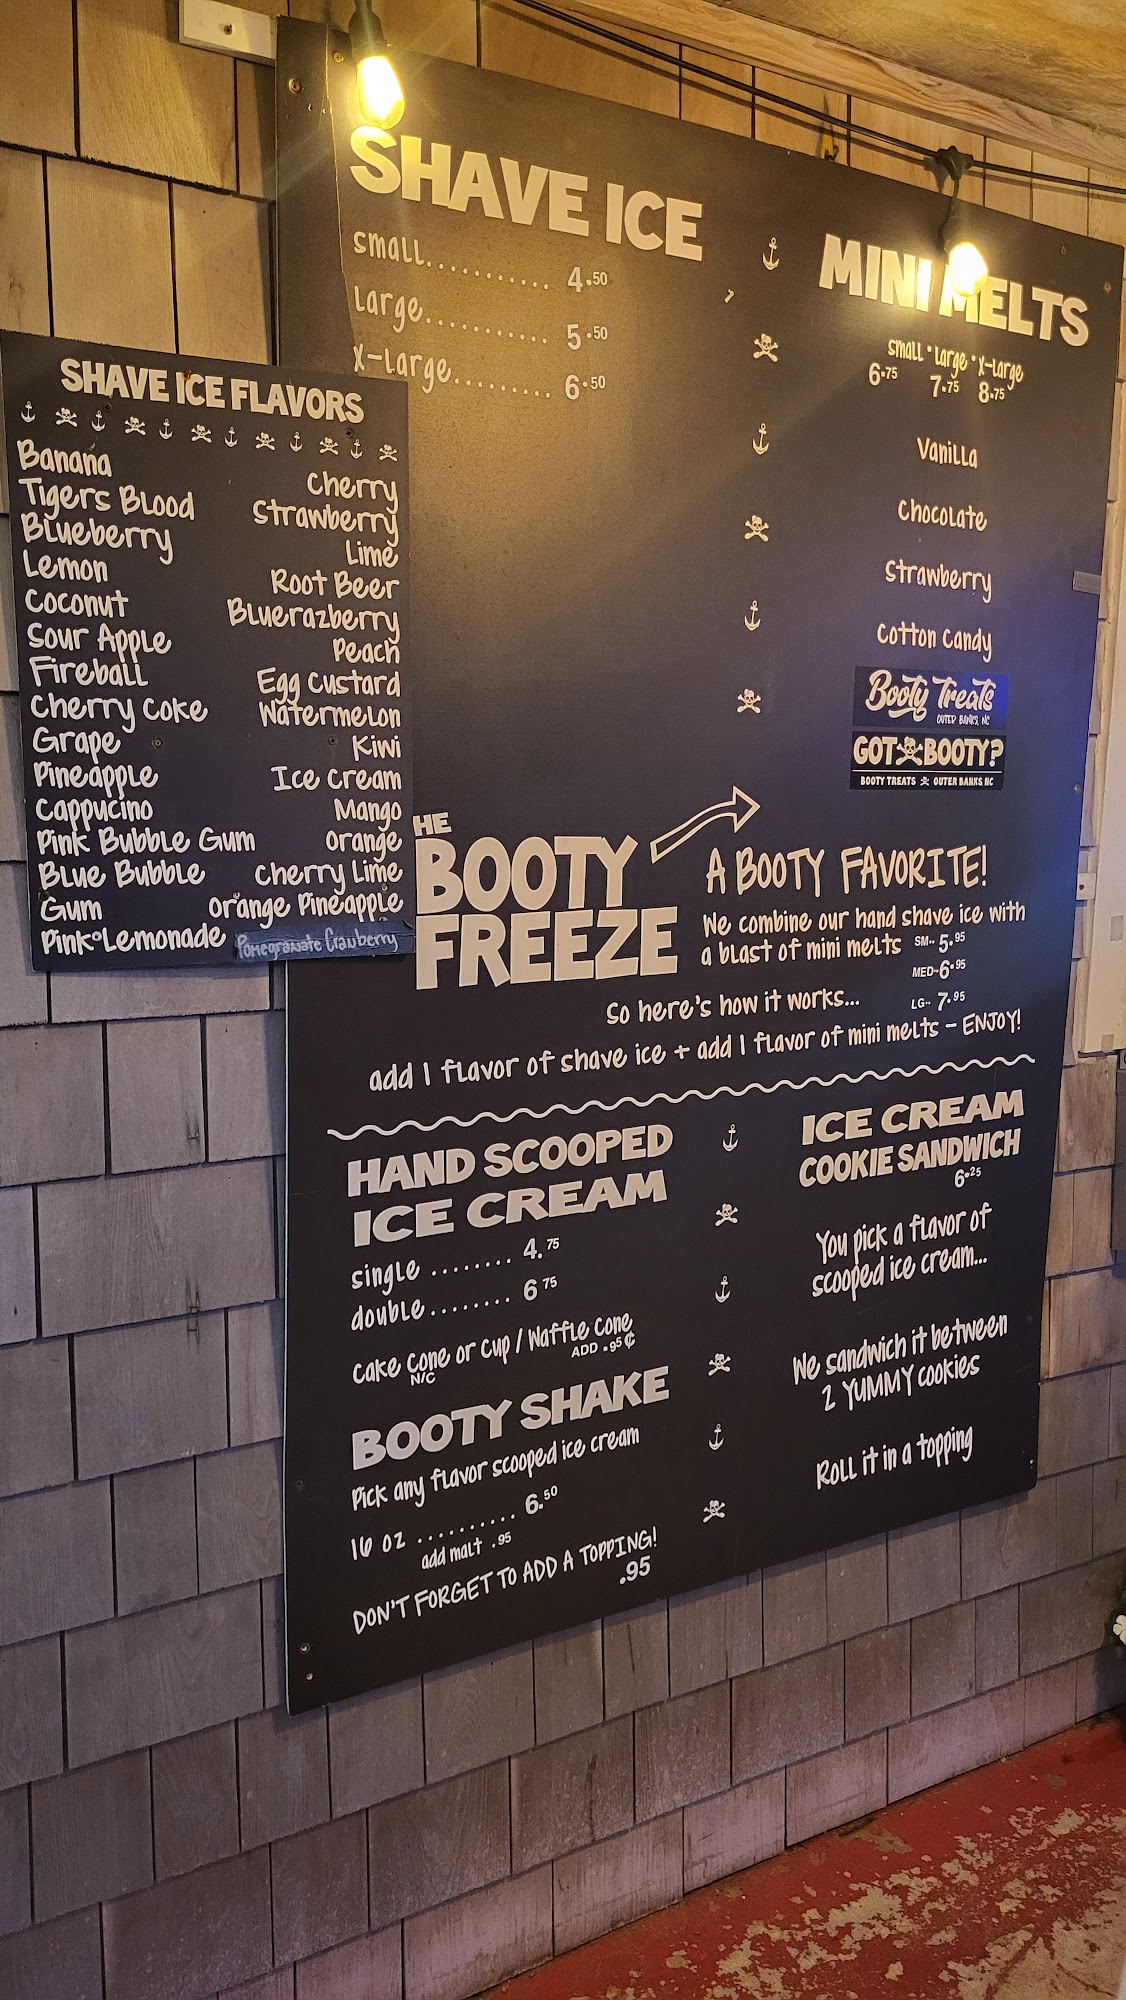 SHAVE ICE
small........... 4.50
Large........... 5.50
X-Large......... 6.50
MINI MELTS
small • Large • X-Large
6.75 7.75 8.75
Vanilla
Chocolate
Strawberry
Cotton Candy
Booty Treats
OUTER BANKS, NC
GOT BOOTY?
BOOTY TREATS OUTER BANKS, NC
SHAVE ICE FLAVORS
Banana
Tigers Blood
Blueberry
Lemon
Coconut
Sour Apple
Fireball
Cherry Coke
Grape
Pineapple
Cappucino
Pink Bubble Gum
Blue Bubble
Gum
Pink Lemonade
Cherry
Strawberry
Lime
Root Beer
Bluerazberry
Peach
Egg Custard
Watermelon
Kiwi
Ice Cream
Mango
Orange
Cherry Lime
Orange Pineapple
Pomegranate Cranberry
HE
BOOTY
FREEZE
A BOOTY FAVORITE!
We combine our hand shave ice with
a blast of mini melts SM-- 5.95
MED-6.95
LG-- 7.95
So here's how it works...
add 1 flavor of shave ice + add 1 flavor of mini melts - ENJOY!
HAND SCOOPED
ICE CREAM
single ........ 4.75
double ........ 6 75
Cake Cone or Cup / Waffle Cone
N/C ADD .95¢
BOOTY SHAKE
Pick any flavor scooped ice cream
16 oz .......... 6.50
add malt .95
DON'T FORGET TO ADD A TOPPING!
.95
ICE CREAM
COOKIE SANDWICH
6.25
You pick a flavor of
scooped ice cream...
We sandwich it between
2 YUMMY cookies
Roll it in a topping